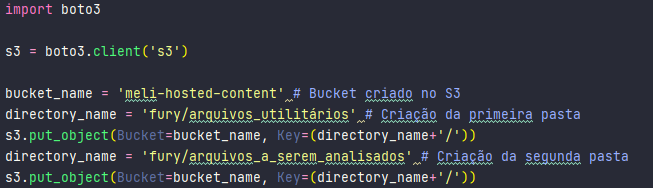 import boto3
s3 = boto3.client('s3')
bucket_name = 'meli-hosted-content' # Bucket criado no S3
directory_name = 'fury/arquivos_utilitários' # Criação da primeira pasta
s3.put_object(Bucket=bucket_name, Key=(directory_name+'/'))
directory_name = 'fury/arquivos_a_serem_analisados' # Criação da segunda pasta
s3.put_object(Bucket=bucket_name, Key=(directory_name+'/'))